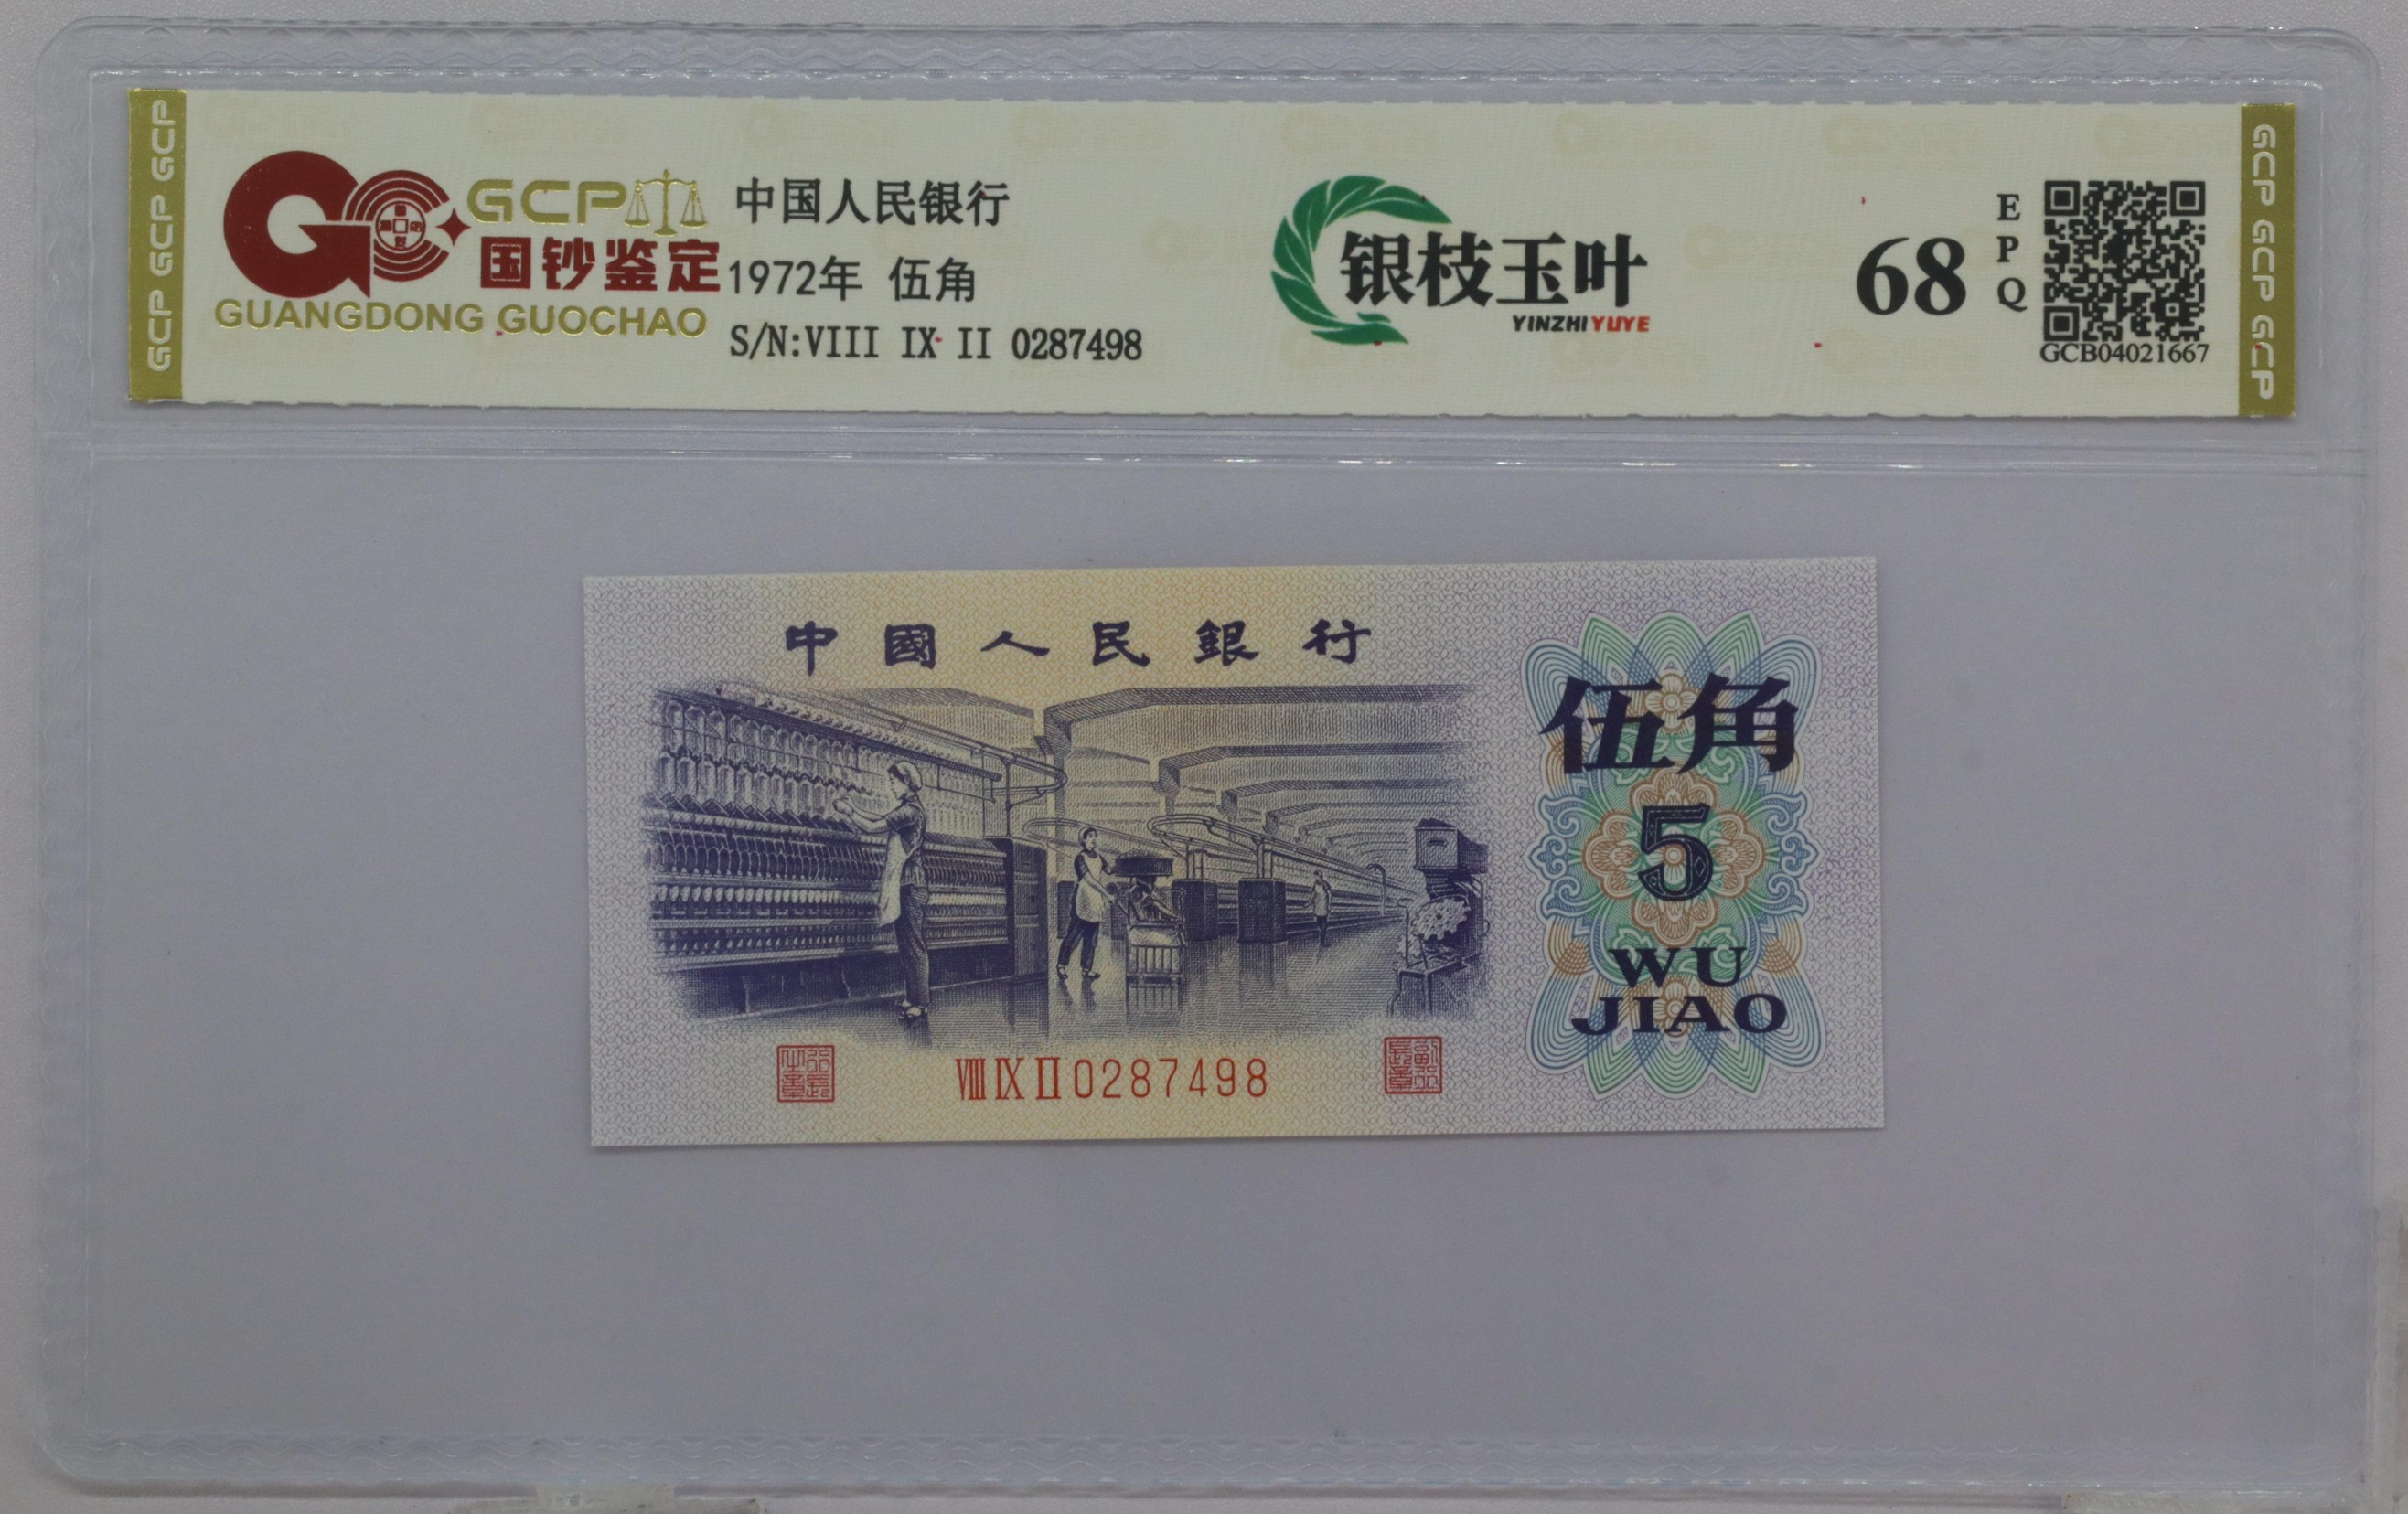 GCP GCP GCP
GCP
国钞鉴定
GUANGDONG GUOCHAO
中国人民银行
1972年 伍角
S/N:VIII IX II 0287498
银枝玉叶
YINZHIYUYE
68
EPQ
GCB04021667
GCP GCP GCP
中國人民銀行
伍角
5
WU
JIAO
VIII IX II 0287498